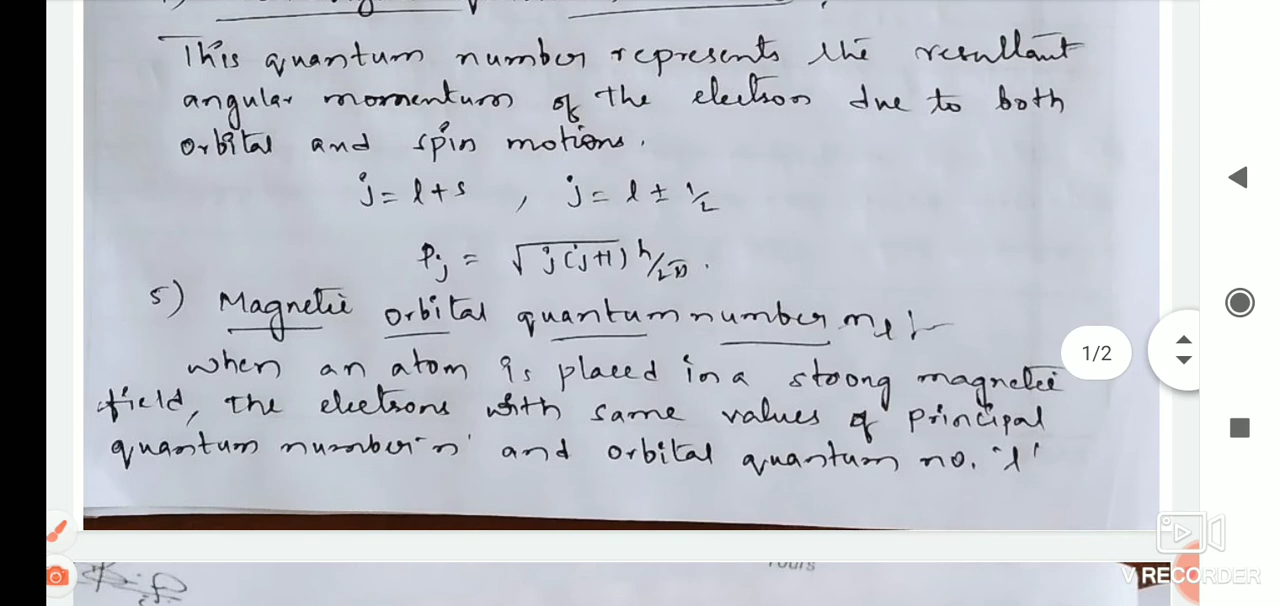 This quantum number represents the resultant
angular momentum of the electron due to both
orbital and spin motions.
j = l + s , j = l ± 1/2
Pj = √j(j+1) h/2π.
5) Magnetic orbital quantum number ml :-
when an atom is placed in a strong magnetic
field, the electrons with same values of principal
quantum number 'n' and orbital quantum no. 'l'
1/2
Yours
V RECORDER